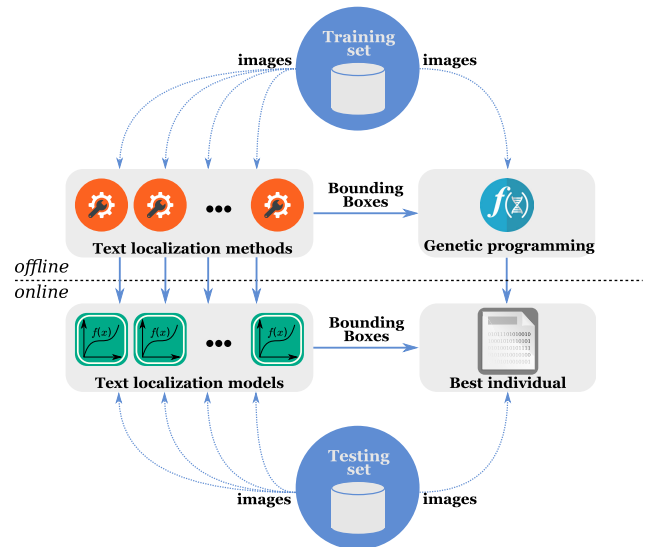 Training
set
images
images
Bounding
Boxes
f()
Text localization methods
Genetic programming
offline
online
f(x)
f(x)
f(x)
Bounding
Boxes
Text localization models
Best individual
Testing
set
images
images